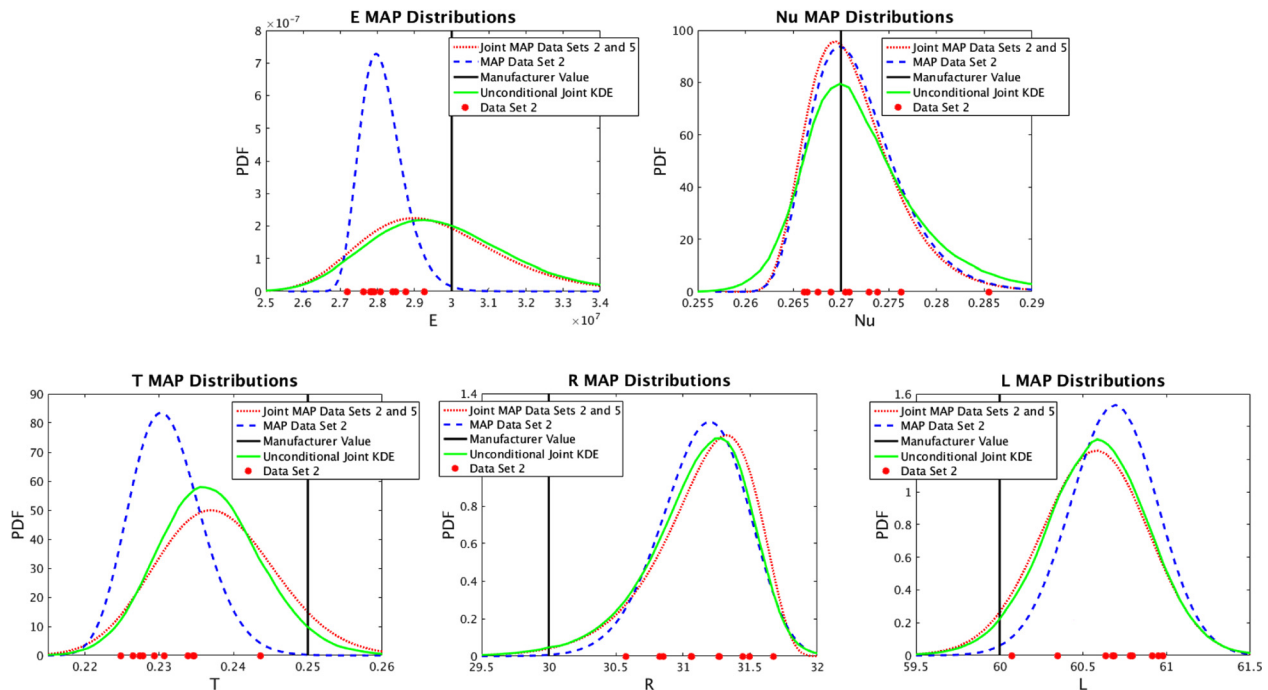 E MAP Distributions
×10⁻⁷
8
7
6
5
4
3
2
1
0
PDF
Joint MAP Data Sets 2 and 5
MAP Data Set 2
Manufacturer Value
Unconditional Joint KDE
Data Set 2
2.5 2.6 2.7 2.8 2.9 3 3.1 3.2 3.3 3.4
×10⁷
E
Nu MAP Distributions
100
80
60
40
20
0
PDF
Joint MAP Data Sets 2 and 5
MAP Data Set 2
Manufacturer Value
Unconditional Joint KDE
Data Set 2
0.255 0.26 0.265 0.27 0.275 0.28 0.285 0.29
Nu
T MAP Distributions
90
80
70
60
50
40
30
20
10
0
PDF
Joint MAP Data Sets 2 and 5
MAP Data Set 2
Manufacturer Value
Unconditional Joint KDE
Data Set 2
0.22 0.23 0.24 0.25 0.26
T
R MAP Distributions
1.4
0.8
0.6
0.4
0.2
0
PDF
Joint MAP Data Sets 2 and 5
MAP Data Set 2
Manufacturer Value
Unconditional Joint KDE
Data Set 2
29.5 30 30.5 31 31.5 32
R
L MAP Distributions
1.6
1
0.8
0.6
0.4
0.2
0
PDF
Joint MAP Data Sets 2 and 5
MAP Data Set 2
Manufacturer Value
Unconditional Joint KDE
Data Set 2
59.5 60 60.5 61 61.5
L